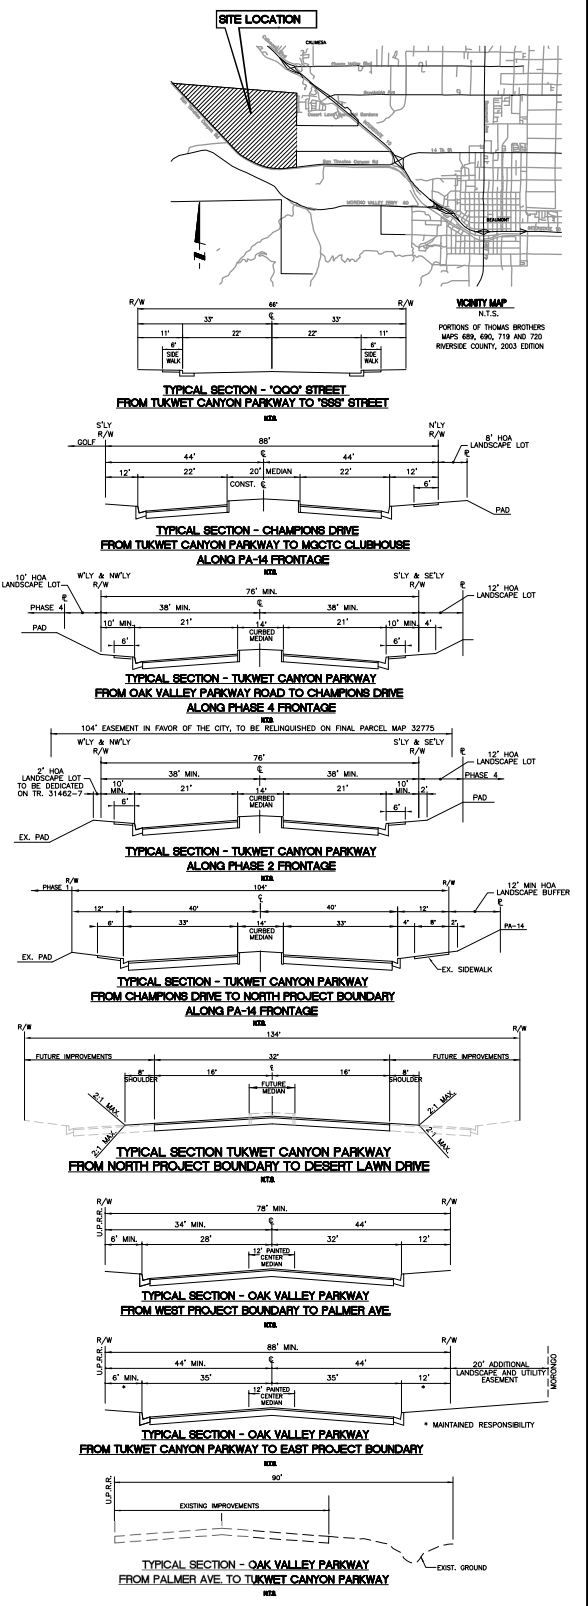 SITE LOCATION
CALIMESA
Desert Lawn Memorial Gardens
San Timoteo Canyon Rd
14 Th St
MORENO VALLEY FRWY 60
BEAUMONT
VICINITY MAP
N.T.S.
PORTIONS OF THOMAS BROTHERS
MAPS 689, 690, 719 AND 720
RIVERSIDE COUNTY, 2003 EDITION
R/W 66' R/W
33' ℄ 33'
11' 22' 22' 11'
6' 6'
SIDE WALK SIDE WALK
TYPICAL SECTION - "QQQ" STREET
FROM TUKWET CANYON PARKWAY TO "SSS" STREET
N.T.S.
S'LY R/W N'LY R/W
GOLF 88' 8' HOA LANDSCAPE LOT
44' ℄ 44' ℄
12' 22' 20' MEDIAN 22' 12'
CONST. ℄ 6'
PAD
TYPICAL SECTION - CHAMPIONS DRIVE
FROM TUKWET CANYON PARKWAY TO MGCTC CLUBHOUSE
ALONG PA-14 FRONTAGE
N.T.S.
10' HOA LANDSCAPE LOT W'LY & NW'LY R/W S'LY & SE'LY R/W 12' HOA LANDSCAPE LOT
76' MIN.
PHASE 4 38' MIN. ℄ 38' MIN.
PAD 10' MIN. 21' 14' 21' 10' MIN. 4'
6' CURBED MEDIAN 6'
TYPICAL SECTION - TUKWET CANYON PARKWAY
FROM OAK VALLEY PARKWAY ROAD TO CHAMPIONS DRIVE
ALONG PHASE 4 FRONTAGE
N.T.S.
104' EASEMENT IN FAVOR OF THE CITY, TO BE RELINQUISHED ON FINAL PARCEL MAP 32775
W'LY & NW'LY R/W S'LY & SE'LY R/W
76' 12' HOA LANDSCAPE LOT
2' HOA LANDSCAPE LOT TO BE DEDICATED ON TR. 31462-7
38' MIN. ℄ 38' MIN. PHASE 4
10' MIN. 21' 14' 21' 10' MIN. 2'
6' CURBED MEDIAN 6' PAD
EX. PAD
TYPICAL SECTION - TUKWET CANYON PARKWAY
ALONG PHASE 2 FRONTAGE
N.T.S.
R/W R/W
PHASE 1 104' 12' MIN HOA LANDSCAPE BUFFER
12' 40' ℄ 40' 12'
6' 33' 14' 33' 4' 8' 2' PA-14
CURBED MEDIAN
EX. PAD EX. SIDEWALK
TYPICAL SECTION - TUKWET CANYON PARKWAY
FROM CHAMPIONS DRIVE TO NORTH PROJECT BOUNDARY
ALONG PA-14 FRONTAGE
N.T.S.
R/W 134' R/W
FUTURE IMPROVEMENTS 32' FUTURE IMPROVEMENTS
8' SHOULDER 16' ℄ 16' 8' SHOULDER
FUTURE MEDIAN
2:1 MAX. 2:1 MAX.
2:1 MAX. 2:1 MAX.
TYPICAL SECTION TUKWET CANYON PARKWAY
FROM NORTH PROJECT BOUNDARY TO DESERT LAWN DRIVE
N.T.S.
R/W R/W
U.P.R.R. 78' MIN.
34' MIN. ℄ 44'
6' MIN. 28' 32' 12'
12' PAINTED CENTER MEDIAN
TYPICAL SECTION - OAK VALLEY PARKWAY
FROM WEST PROJECT BOUNDARY TO PALMER AVE.
N.T.S.
R/W R/W
U.P.R.R. 88' MIN.
44' MIN. ℄ 44' 20' ADDITIONAL LANDSCAPE AND UTILITY EASEMENT MORONGO
6' MIN. 35' 35' 12'
* 12' PAINTED CENTER MEDIAN *
* MAINTAINED RESPONSIBILITY
TYPICAL SECTION - OAK VALLEY PARKWAY
FROM TUKWET CANYON PARKWAY TO EAST PROJECT BOUNDARY
N.T.S.
U.P.R.R. 90'
EXISTING IMPROVEMENTS
EXIST. GROUND
TYPICAL SECTION - OAK VALLEY PARKWAY
FROM PALMER AVE. TO TUKWET CANYON PARKWAY
N.T.S.